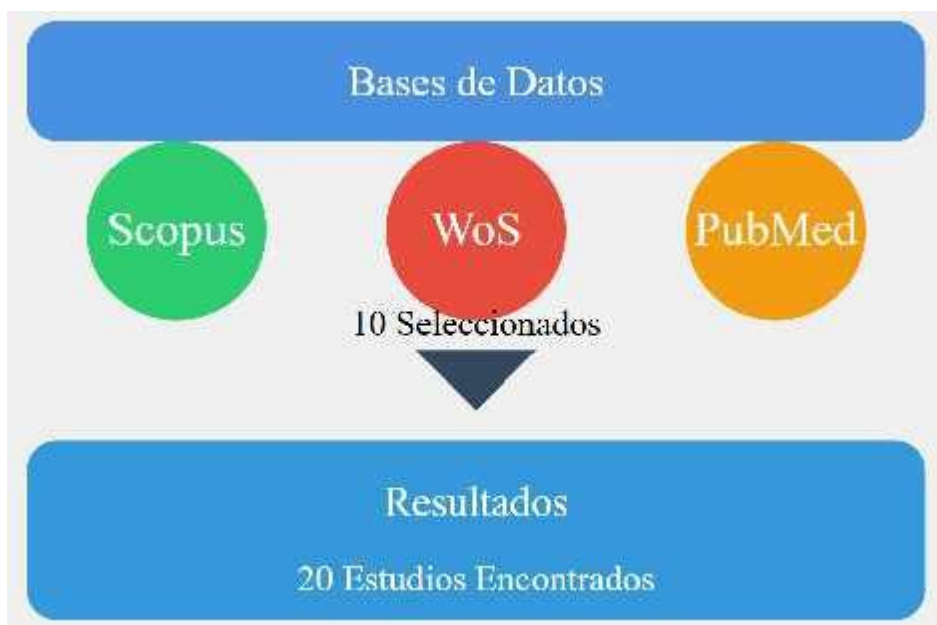 Bases de Datos
Scopus
WoS
PubMed
10 Seleccionados
Resultados
20 Estudios Encontrados